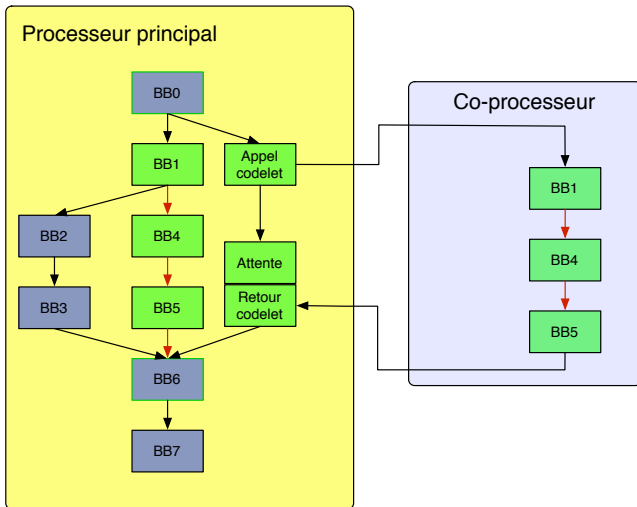 Processeur principal
BB0
BB1
Appel
codelet
BB2
BB4
Attente
BB3
BB5
Retour
codelet
BB6
BB7
Co-processeur
BB1
BB4
BB5